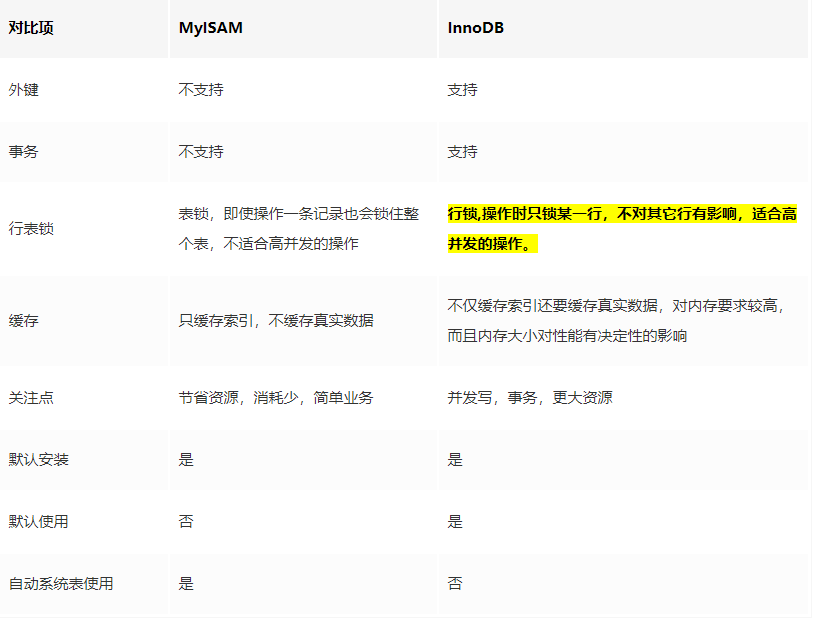 对比项 MyISAM InnoDB
外键 不支持 支持
事务 不支持 支持
行表锁 表锁，即使操作一条记录也会锁住整 行锁,操作时只锁某一行，不对其它行有影响，适合高
个表，不适合高并发的操作 并发的操作。
缓存 只缓存索引，不缓存真实数据 不仅缓存索引还要缓存真实数据，对内存要求较高，
而且内存大小对性能有决定性的影响
关注点 节省资源，消耗少，简单业务 并发写，事务，更大资源
默认安装 是 是
默认使用 否 是
自动系统表使用 是 否